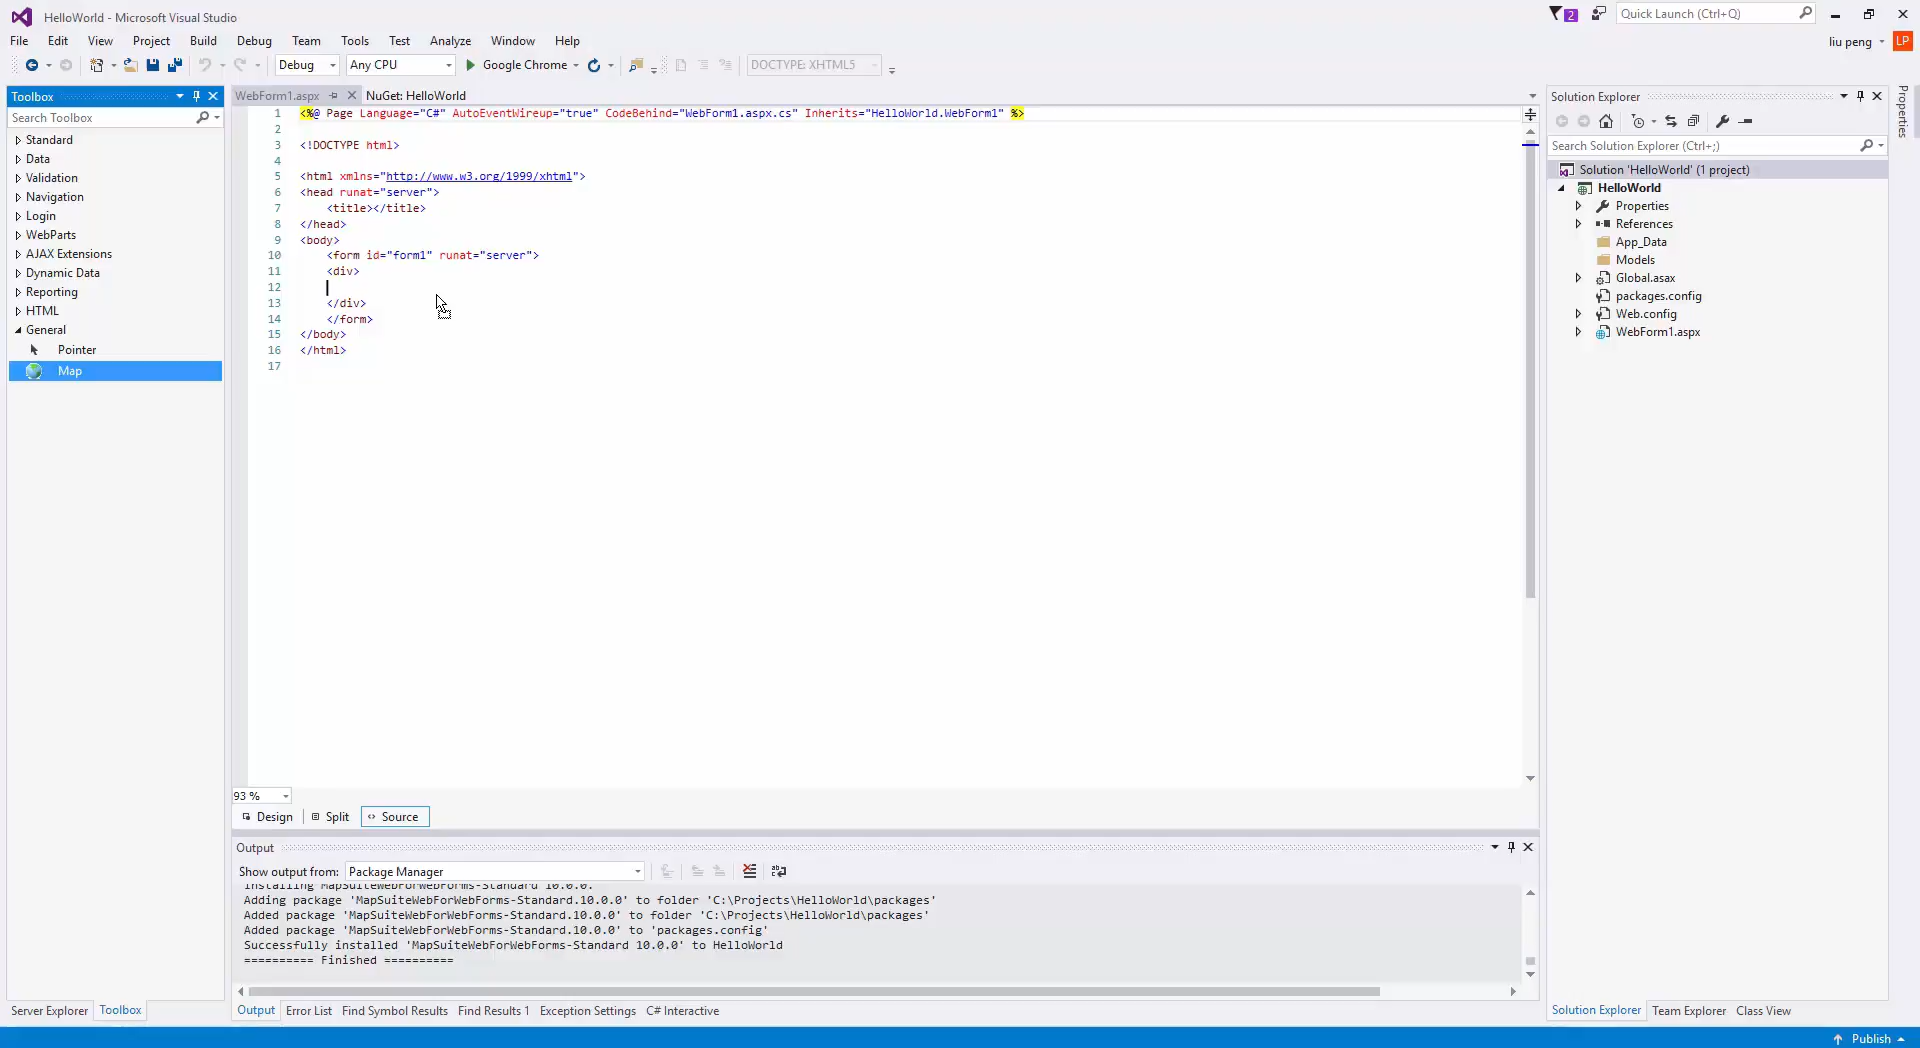 HelloWorld - Microsoft Visual Studio
2
Quick Launch (Ctrl+Q)
File Edit View Project Build Debug Team Tools Test Analyze Window Help
liu peng LP
Debug Any CPU Google Chrome DOCTYPE: XHTML5
Toolbox
Search Toolbox
Standard
Data
Validation
Navigation
Login
WebParts
AJAX Extensions
Dynamic Data
Reporting
HTML
General
Pointer
Map
Server Explorer Toolbox
WebForm1.aspx NuGet: HelloWorld
1 <%@ Page Language="C#" AutoEventWireup="true" CodeBehind="WebForm1.aspx.cs" Inherits="HelloWorld.WebForm1" %>
2
3 <!DOCTYPE html>
4
5 <html xmlns="http://www.w3.org/1999/xhtml">
6 <head runat="server">
7 <title></title>
8 </head>
9 <body>
10 <form id="form1" runat="server">
11 <div>
12
13 </div>
14 </form>
15 </body>
16 </html>
17
93 %
Design Split Source
Output
Show output from: Package Manager
Installing MapSuiteWebForWebForms-Standard 10.0.0.
Adding package 'MapSuiteWebForWebForms-Standard.10.0.0' to folder 'C:\Projects\HelloWorld\packages'
Added package 'MapSuiteWebForWebForms-Standard.10.0.0' to folder 'C:\Projects\HelloWorld\packages'
Added package 'MapSuiteWebForWebForms-Standard.10.0.0' to 'packages.config'
Successfully installed 'MapSuiteWebForWebForms-Standard 10.0.0' to HelloWorld
========== Finished ==========
Output Error List Find Symbol Results Find Results 1 Exception Settings C# Interactive
Solution Explorer
Search Solution Explorer (Ctrl+;)
Solution 'HelloWorld' (1 project)
HelloWorld
Properties
References
App_Data
Models
Global.asax
packages.config
Web.config
WebForm1.aspx
Solution Explorer Team Explorer Class View
Properties
Publish